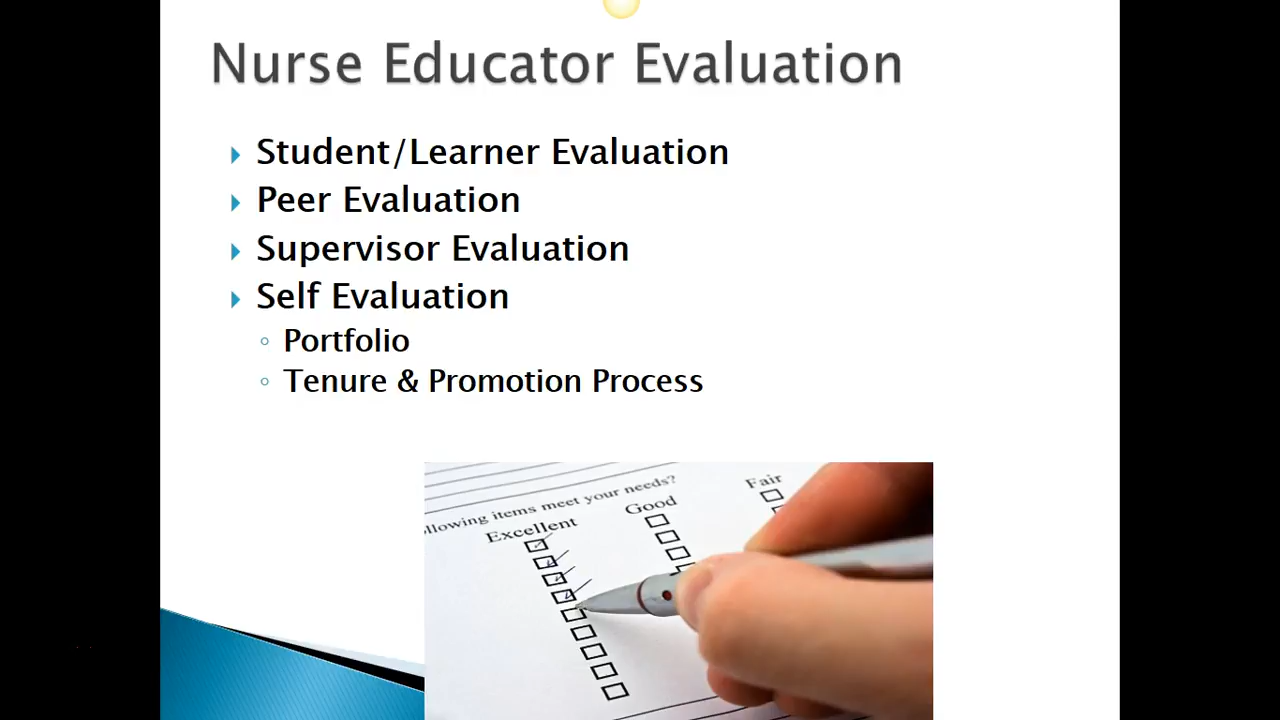 Nurse Educator Evaluation
Student/Learner Evaluation
Peer Evaluation
Supervisor Evaluation
Self Evaluation
Portfolio
Tenure & Promotion Process
ollowing items meet your needs?
Excellent
Good
Fair